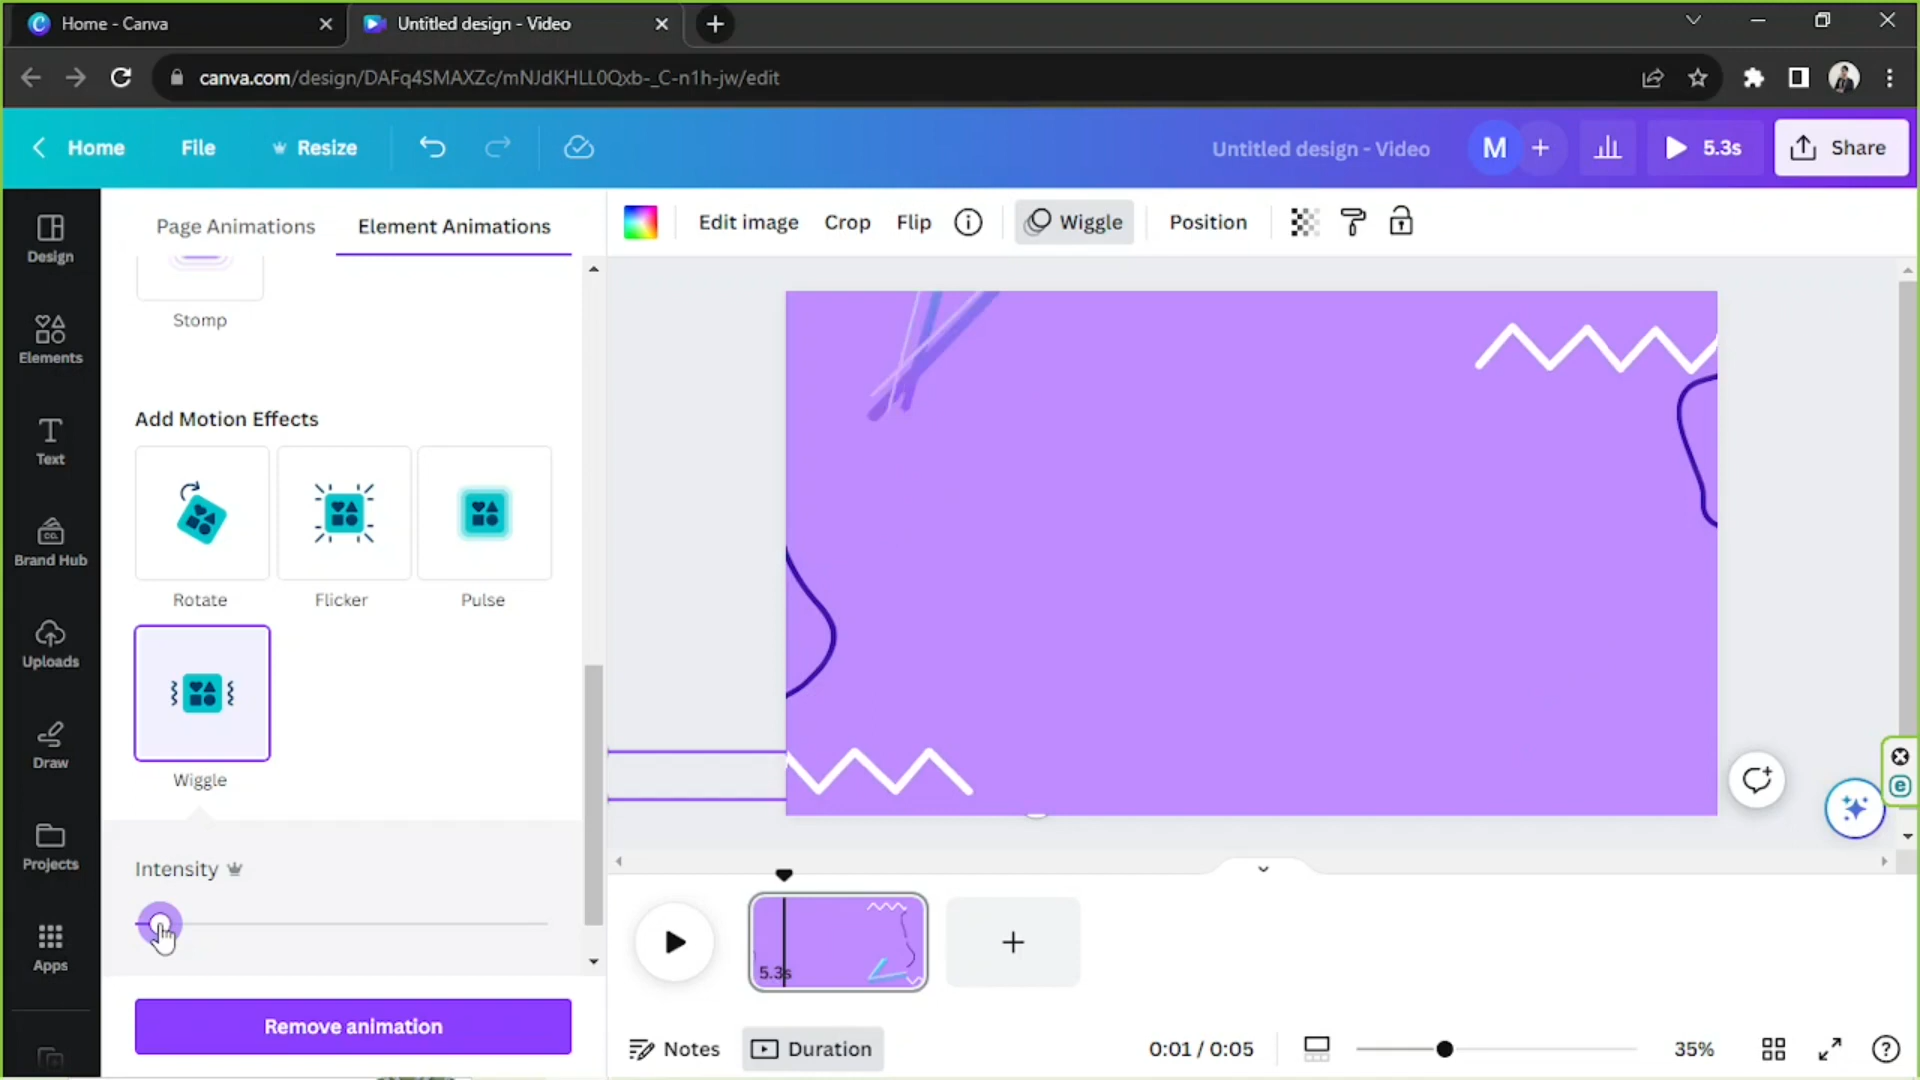 Home - Canva
Untitled design - Video
canva.com/design/DAFq4SMAXZc/mNJdKHLL0Qxb-_C-n1h-jw/edit
Home
File
Resize
Untitled design - Video
M
5.3s
Share
Design
Elements
Text
CO.
Brand Hub
Uploads
Draw
Projects
Apps
Page Animations
Element Animations
Stomp
Add Motion Effects
Rotate
Flicker
Pulse
Wiggle
Intensity
Remove animation
Edit image
Crop
Flip
Wiggle
Position
5.3s
Notes
Duration
0:01 / 0:05
35%